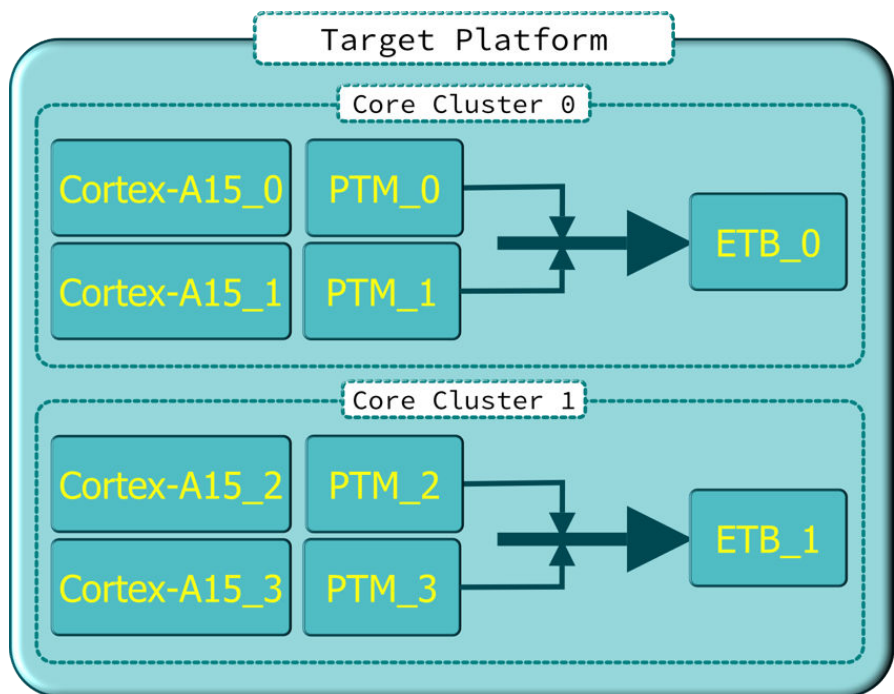 Target Platform
Core Cluster 0
Cortex-A15_0
PTM_0
Cortex-A15_1
PTM_1
ETB_0
Core Cluster 1
Cortex-A15_2
PTM_2
Cortex-A15_3
PTM_3
ETB_1